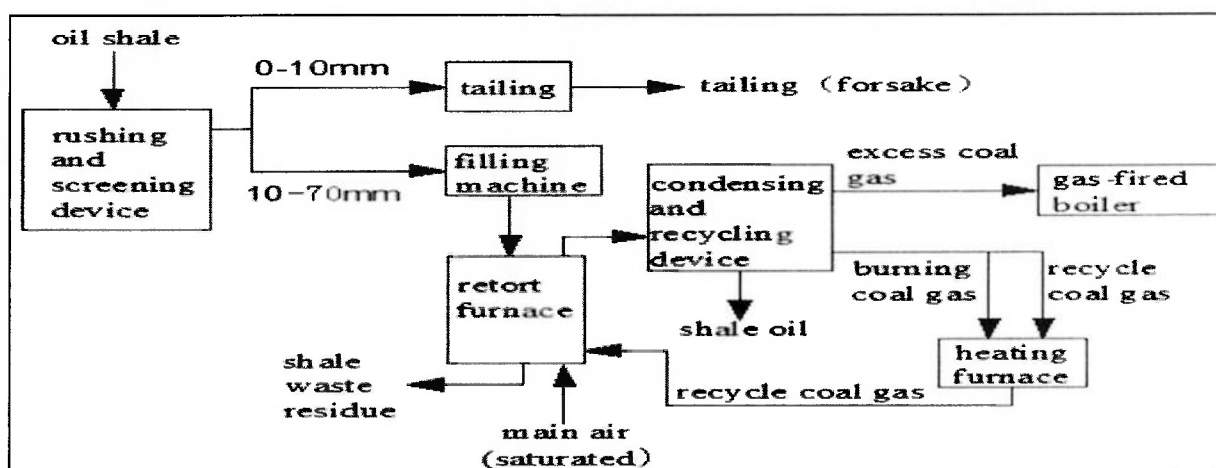 oil shale
0-10mm
tailing
tailing (forsake)
rushing
and
screening
device
10-70mm
filling
machine
condensing
and
recycling
device
excess coal
gas
gas-fired
boiler
retort
furnace
shale oil
burning
coal gas
recycle
coal gas
heating
furnace
shale
waste
residue
recycle coal gas
main air
(saturated)